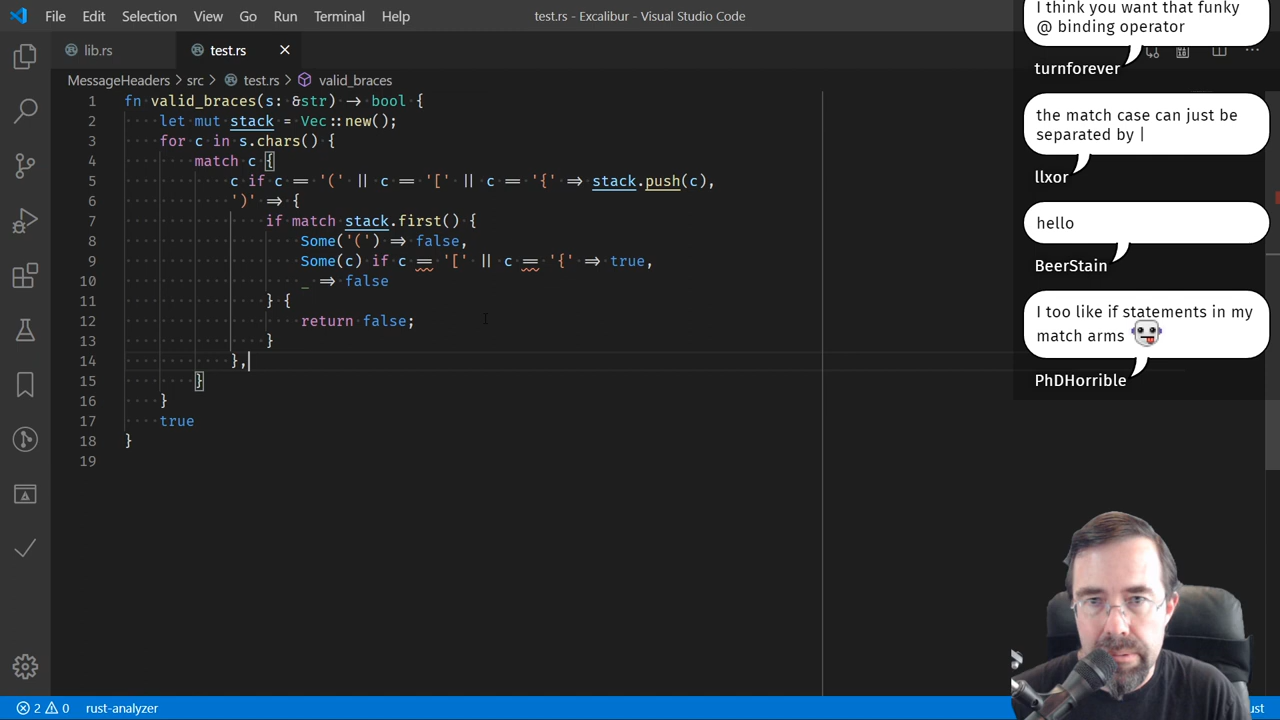 File Edit Selection View Go Run Terminal Help
test.rs - Excalibur - Visual Studio Code
lib.rs
test.rs
MessageHeaders › src › test.rs › valid_braces
1 fn valid_braces(s: &str) -> bool {
2 let mut stack = Vec::new();
3 for c in s.chars() {
4 match c {
5 c if c == '(' || c == '[' || c == '{' => stack.push(c),
6 ')' => {
7 if match stack.first() {
8 Some('(') => false,
9 Some(c) if c == '[' || c == '{' => true,
10 _ => false
11 } {
12 return false;
13 }
14 },
15 }
16 }
17 true
18 }
19
I think you want that funky
@ binding operator
turnforever
the match case can just be
separated by |
llxor
hello
BeerStain
I too like if statements in my
match arms
PhDHorrible
2 0 rust-analyzer